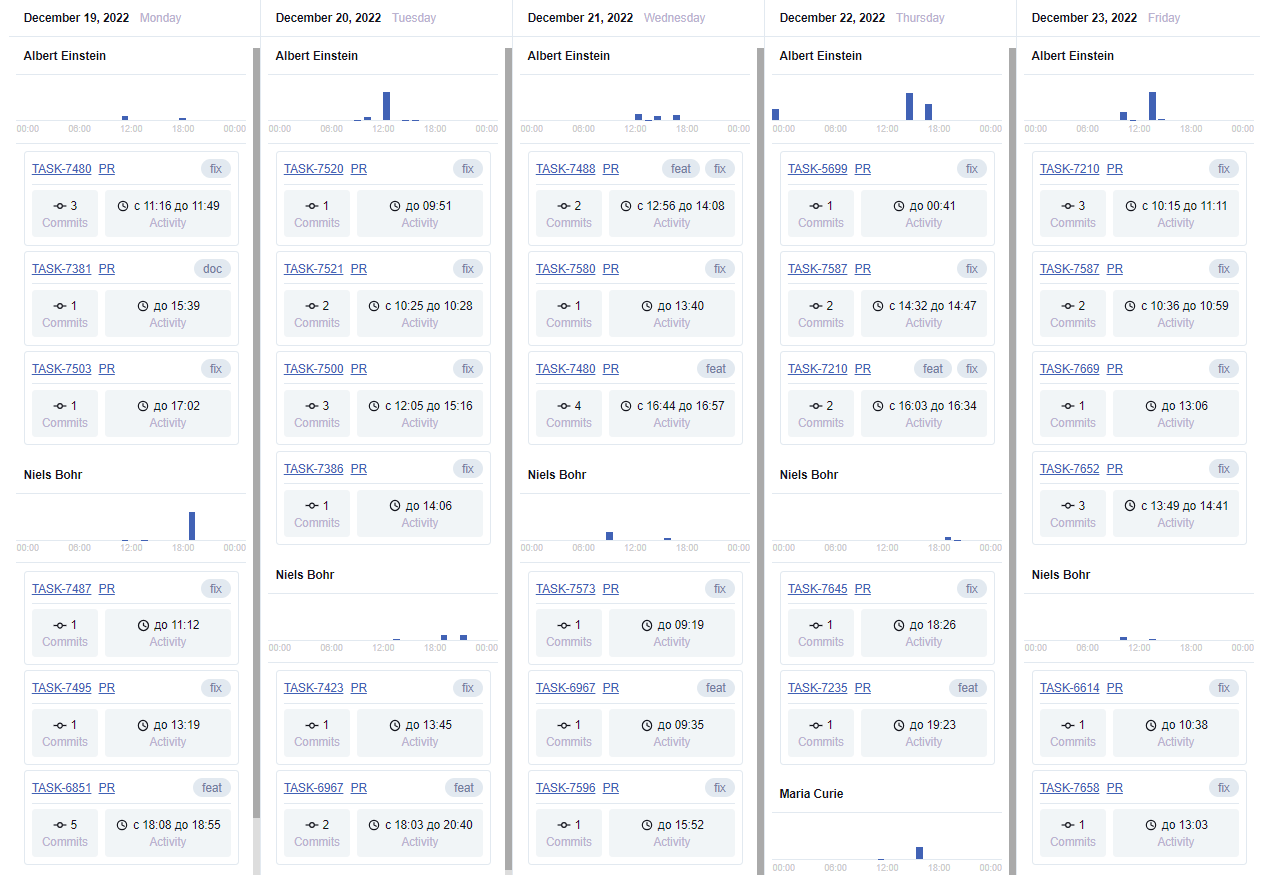 December 19, 2022 Monday
Albert Einstein
00:00 06:00 12:00 18:00 00:00
TASK-7480 PR fix
3 с 11:16 до 11:49
Commits Activity
TASK-7381 PR doc
1 до 15:39
Commits Activity
TASK-7503 PR fix
1 до 17:02
Commits Activity
Niels Bohr
00:00 06:00 12:00 18:00 00:00
TASK-7487 PR fix
1 до 11:12
Commits Activity
TASK-7495 PR fix
1 до 13:19
Commits Activity
TASK-6851 PR feat
5 с 18:08 до 18:55
Commits Activity
December 20, 2022 Tuesday
Albert Einstein
00:00 06:00 12:00 18:00 00:00
TASK-7520 PR fix
1 до 09:51
Commits Activity
TASK-7521 PR fix
2 с 10:25 до 10:28
Commits Activity
TASK-7500 PR fix
3 с 12:05 до 15:16
Commits Activity
TASK-7386 PR fix
1 до 14:06
Commits Activity
Niels Bohr
00:00 06:00 12:00 18:00 00:00
TASK-7423 PR fix
1 до 13:45
Commits Activity
TASK-6967 PR feat
2 с 18:03 до 20:40
Commits Activity
December 21, 2022 Wednesday
Albert Einstein
00:00 06:00 12:00 18:00 00:00
TASK-7488 PR feat fix
2 с 12:56 до 14:08
Commits Activity
TASK-7580 PR fix
1 до 13:40
Commits Activity
TASK-7480 PR feat
4 с 16:44 до 16:57
Commits Activity
Niels Bohr
00:00 06:00 12:00 18:00 00:00
TASK-7573 PR fix
1 до 09:19
Commits Activity
TASK-6967 PR feat
1 до 09:35
Commits Activity
TASK-7596 PR fix
1 до 15:52
Commits Activity
December 22, 2022 Thursday
Albert Einstein
00:00 06:00 12:00 18:00 00:00
TASK-5699 PR fix
1 до 00:41
Commits Activity
TASK-7587 PR fix
2 с 14:32 до 14:47
Commits Activity
TASK-7210 PR feat fix
2 с 16:03 до 16:34
Commits Activity
Niels Bohr
00:00 06:00 12:00 18:00 00:00
TASK-7645 PR fix
1 до 18:26
Commits Activity
TASK-7235 PR feat
1 до 19:23
Commits Activity
Maria Curie
00:00 06:00 12:00 18:00 00:00
December 23, 2022 Friday
Albert Einstein
00:00 06:00 12:00 18:00 00:00
TASK-7210 PR fix
3 с 10:15 до 11:11
Commits Activity
TASK-7587 PR fix
2 с 10:36 до 10:59
Commits Activity
TASK-7669 PR fix
1 до 13:06
Commits Activity
TASK-7652 PR fix
3 с 13:49 до 14:41
Commits Activity
Niels Bohr
00:00 06:00 12:00 18:00 00:00
TASK-6614 PR fix
1 до 10:38
Commits Activity
TASK-7658 PR fix
1 до 13:03
Commits Activity